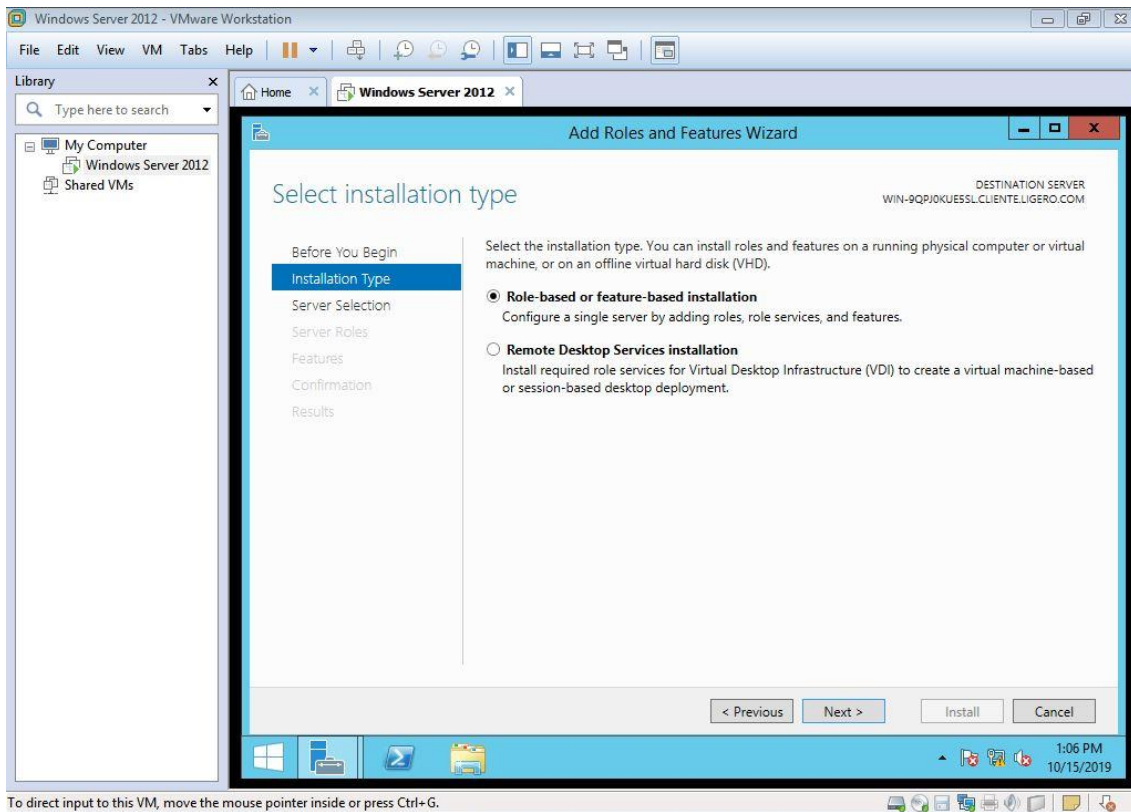 Windows Server 2012 - VMware Workstation
File Edit View VM Tabs Help
Library
Type here to search
My Computer
Windows Server 2012
Shared VMs
Home
Windows Server 2012
Add Roles and Features Wizard
Select installation type
DESTINATION SERVER
WIN-9QPJ0KUE5SL.CLIENTE.LIGERO.COM
Before You Begin
Installation Type
Server Selection
Server Roles
Features
Confirmation
Results
Select the installation type. You can install roles and features on a running physical computer or virtual
machine, or on an offline virtual hard disk (VHD).
Role-based or feature-based installation
Configure a single server by adding roles, role services, and features.
Remote Desktop Services installation
Install required role services for Virtual Desktop Infrastructure (VDI) to create a virtual machine-based
or session-based desktop deployment.
< Previous
Next >
Install
Cancel
1:06 PM
10/15/2019
To direct input to this VM, move the mouse pointer inside or press Ctrl+G.